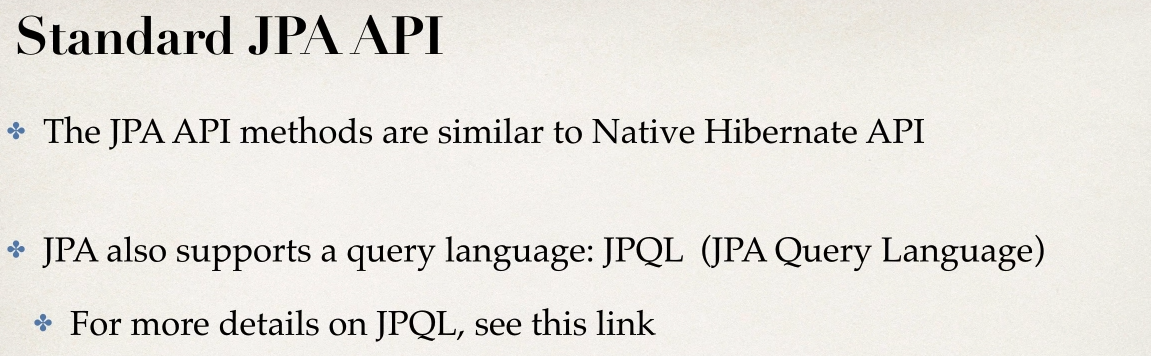 Standard JPA API
The JPA API methods are similar to Native Hibernate API
JPA also supports a query language: JPQL (JPA Query Language)
For more details on JPQL, see this link